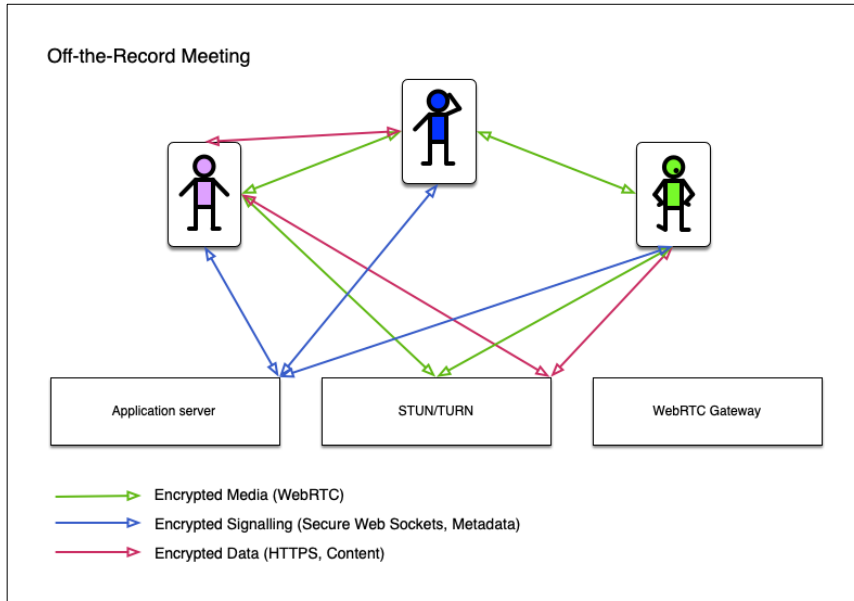 Off-the-Record Meeting
Application server
STUN/TURN
WebRTC Gateway
Encrypted Media (WebRTC)
Encrypted Signalling (Secure Web Sockets, Metadata)
Encrypted Data (HTTPS, Content)